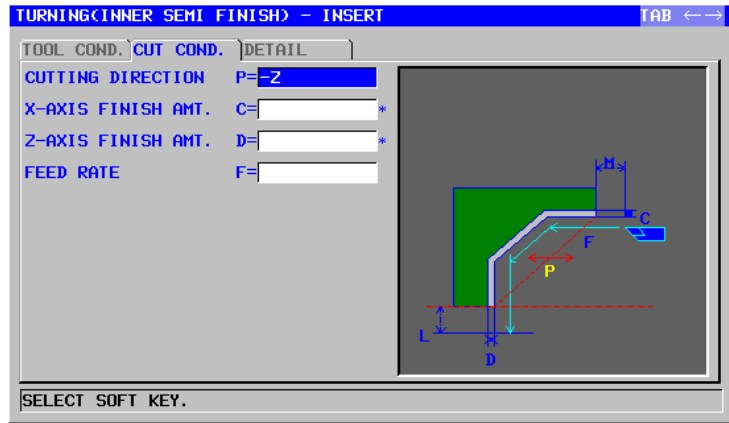 TURNING(INNER SEMI FINISH) - INSERT TAB ←→
TOOL COND. CUT COND. DETAIL
CUTTING DIRECTION P=-Z
X-AXIS FINISH AMT. C= *
Z-AXIS FINISH AMT. D= *
FEED RATE F=
M
C
F
P
L
D
SELECT SOFT KEY.